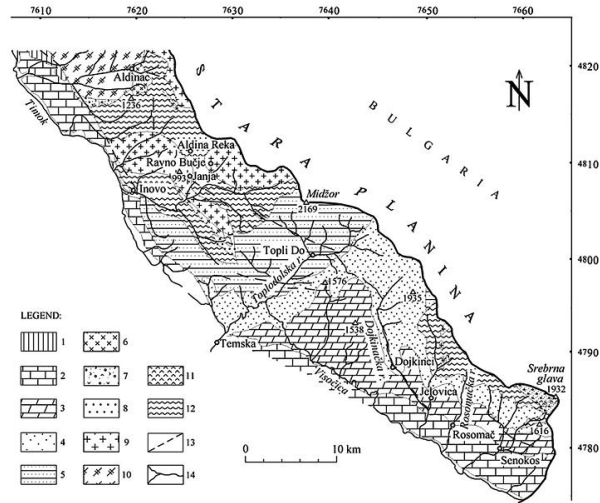 7610 7620 7630 7640 7650 7660
4820
Aldinac
1236
Timok
STARA PLANINA
BULGARIA
N
Aldina Reka
Ravno Bučje
4810
993
Janja
Inovo
Midžor
2169
Topli Do
4800
Toplodolska r.
1576
1935
1538
Dojkinačka
Temska
4790
Dojkinci
Visočica
Srebrna
glava
1932
Jelovica
Rosomačka
1616
Rosomač
4780
Senokos
LEGEND:
1 6
2 7 11
3 8 12
4 9 13
5 10 14
0 10 km